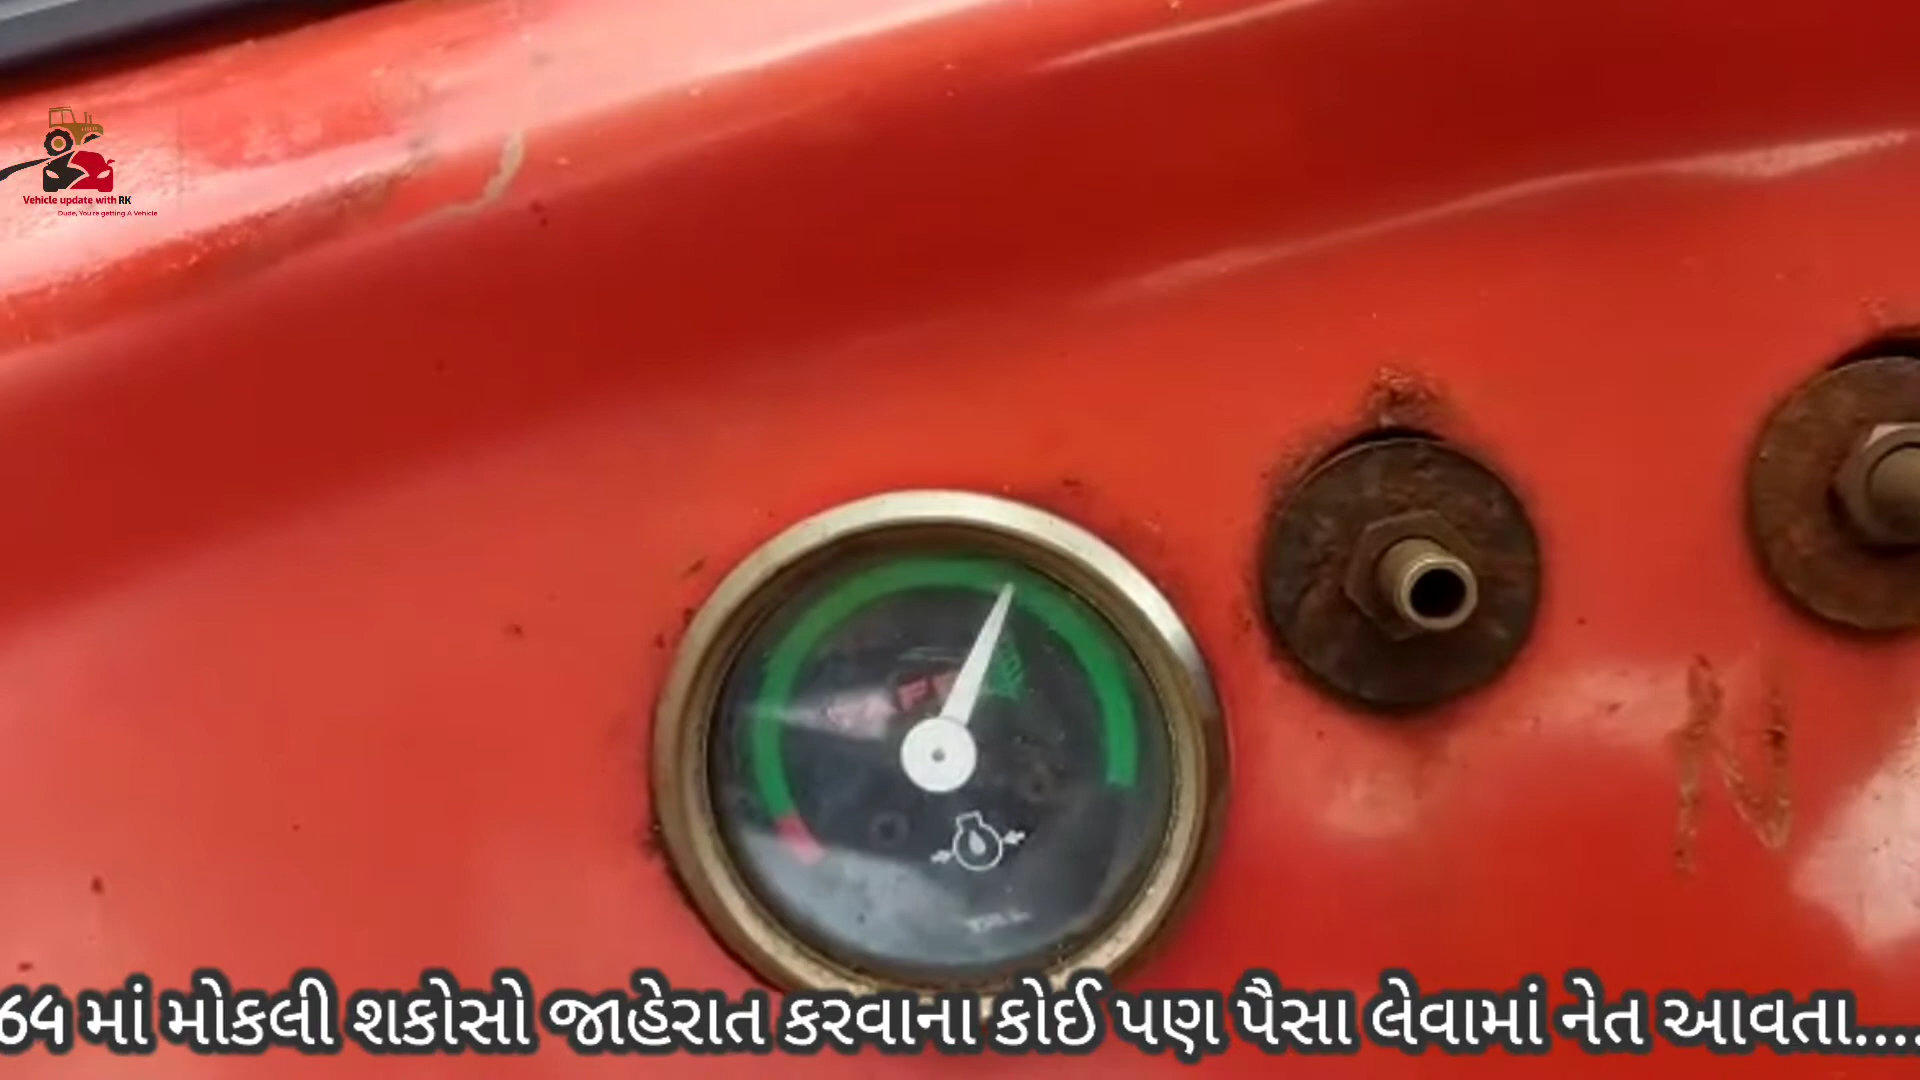 Vehicle update with RK
Dude, You're getting A Vehicle
N
64 માં મોકલી શકોસો જાહેરાત કરવાના કોઈ પણ પૈસા લેવામાં નેત આવતા....